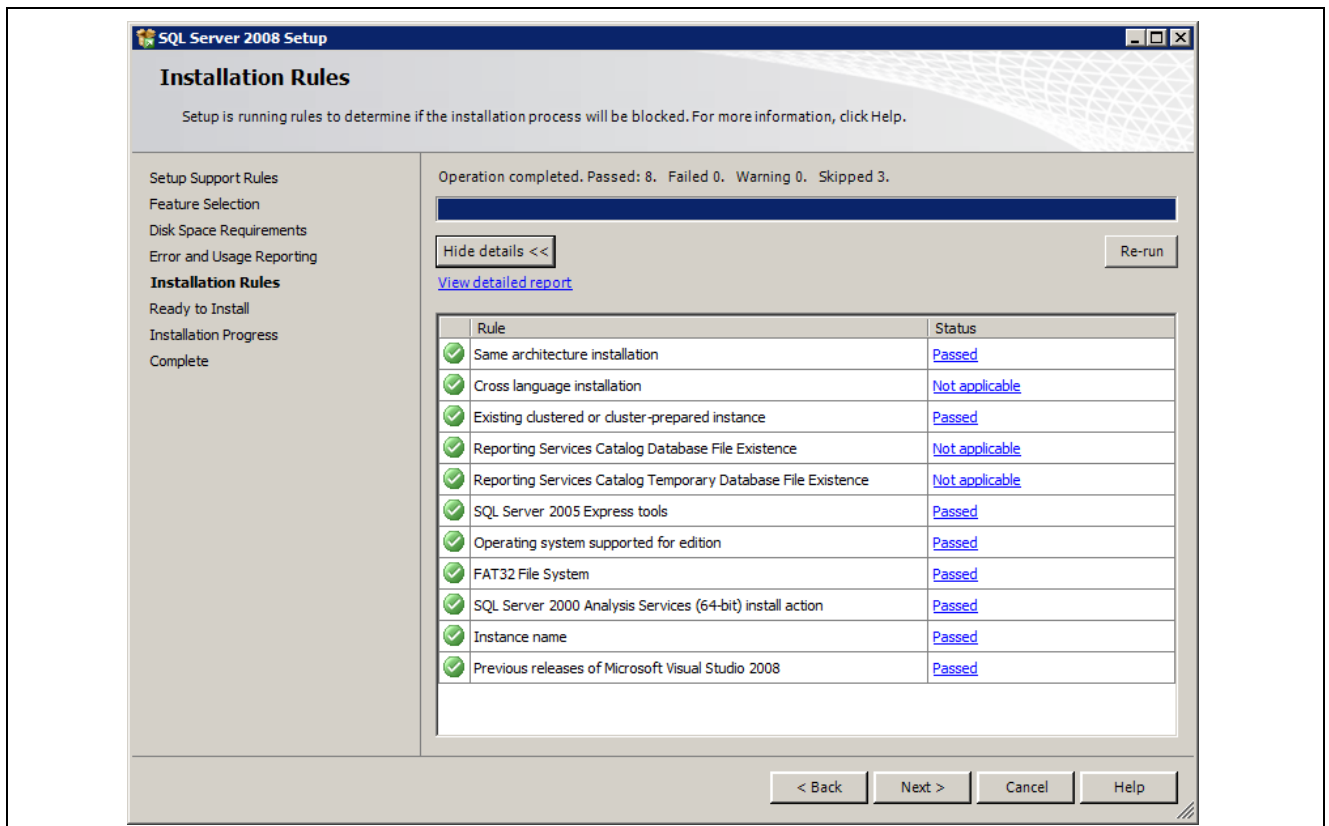 SQL Server 2008 Setup
Installation Rules
Setup is running rules to determine if the installation process will be blocked. For more information, click Help.
Setup Support Rules
Feature Selection
Disk Space Requirements
Error and Usage Reporting
Installation Rules
Ready to Install
Installation Progress
Complete
Operation completed. Passed: 8. Failed 0. Warning 0. Skipped 3.
Hide details <<
Re-run
View detailed report
Rule Status
Same architecture installation Passed
Cross language installation Not applicable
Existing clustered or cluster-prepared instance Passed
Reporting Services Catalog Database File Existence Not applicable
Reporting Services Catalog Temporary Database File Existence Not applicable
SQL Server 2005 Express tools Passed
Operating system supported for edition Passed
FAT32 File System Passed
SQL Server 2000 Analysis Services (64-bit) install action Passed
Instance name Passed
Previous releases of Microsoft Visual Studio 2008 Passed
< Back Next > Cancel Help